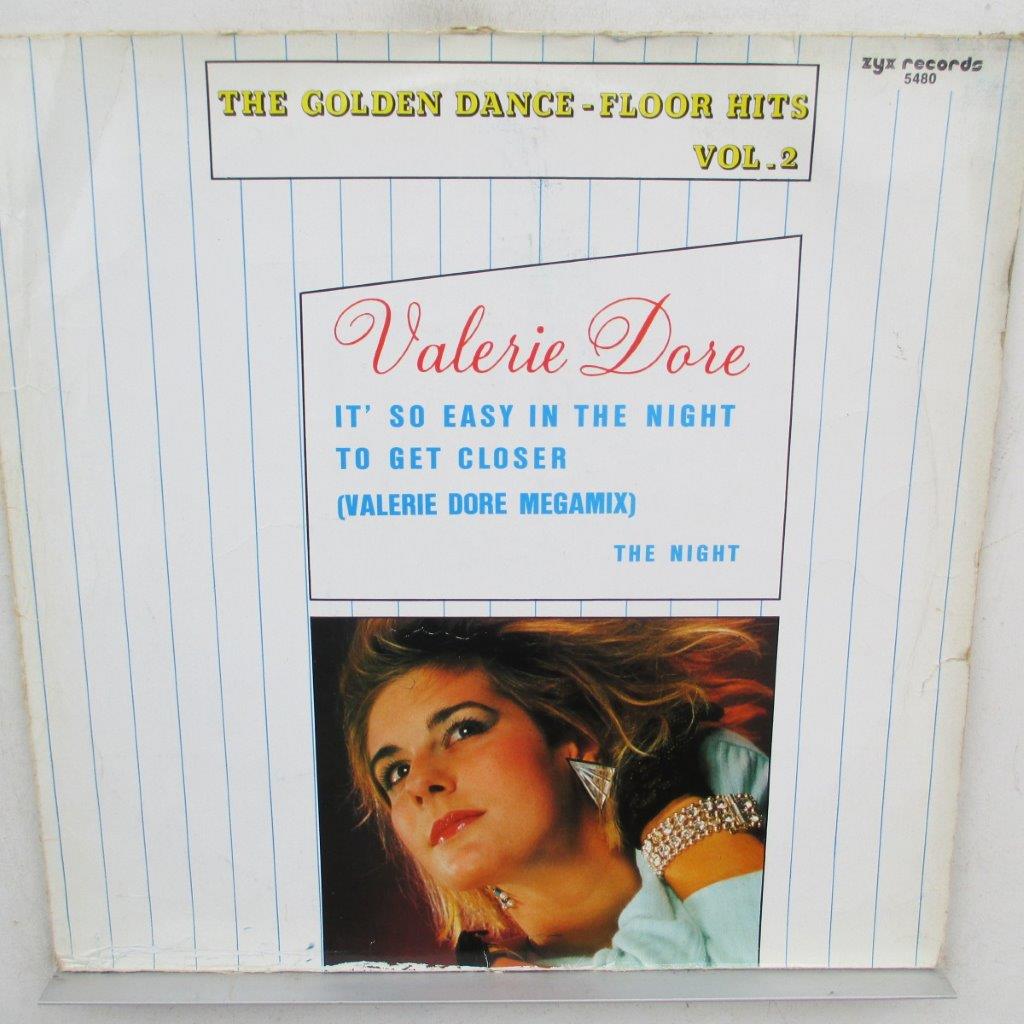 zyx records
5480
THE GOLDEN DANCE-FLOOR HITS
VOL.2
Valerie Dore
IT' SO EASY IN THE NIGHT
TO GET CLOSER
(VALERIE DORE MEGAMIX)
THE NIGHT